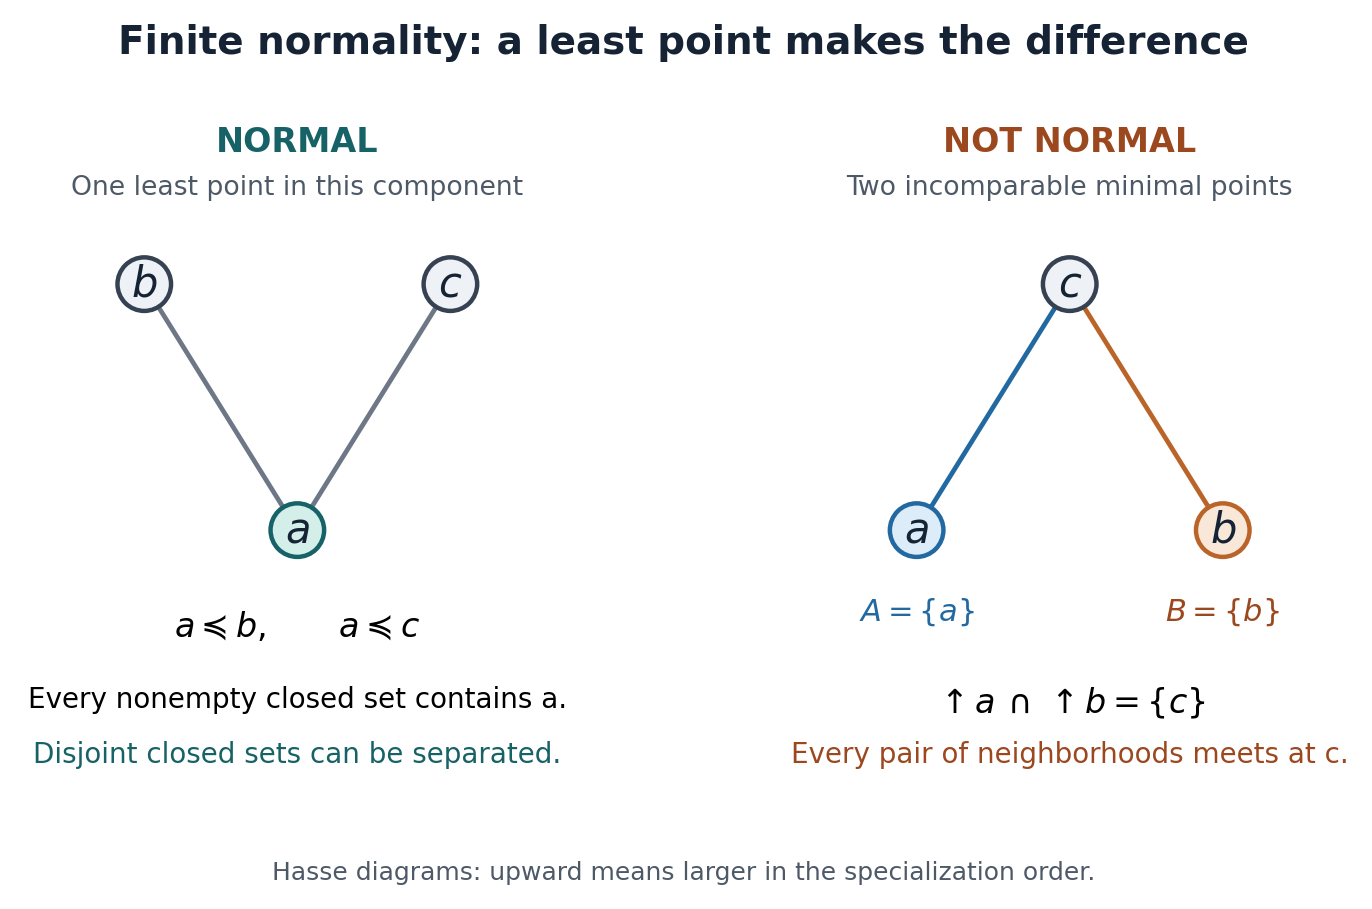 Finite normality: a least point makes the difference
NORMAL
One least point in this component
b
c
a
a ≼ b, a ≼ c
Every nonempty closed set contains a.
Disjoint closed sets can be separated.
NOT NORMAL
Two incomparable minimal points
c
a
b
A = {a}
B = {b}
↑ a ∩ ↑ b = {c}
Every pair of neighborhoods meets at c.
Hasse diagrams: upward means larger in the specialization order.